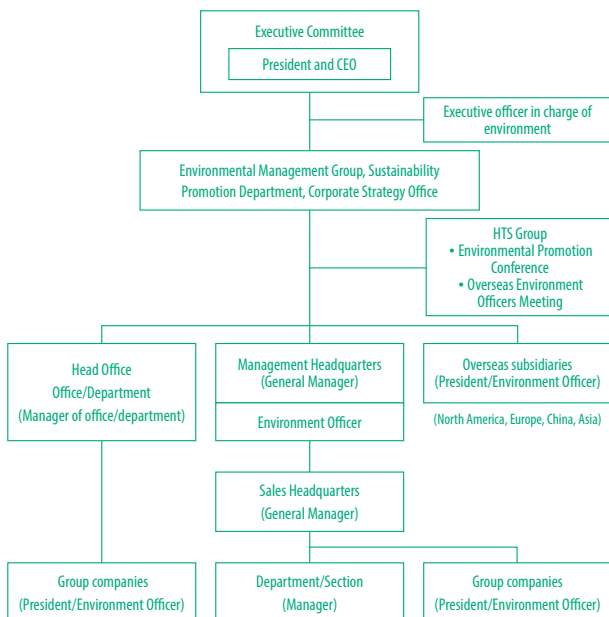 Executive Committee
President and CEO
Executive officer in charge of
environment
Environmental Management Group, Sustainability
Promotion Department, Corporate Strategy Office
HTS Group
• Environmental Promotion
Conference
• Overseas Environment
Officers Meeting
Head Office
Office/Department
(Manager of office/department)
Management Headquarters
(General Manager)
Environment Officer
Overseas subsidiaries
(President/Environment Officer)
(North America, Europe, China, Asia)
Sales Headquarters
(General Manager)
Group companies
(President/Environment Officer)
Department/Section
(Manager)
Group companies
(President/Environment Officer)